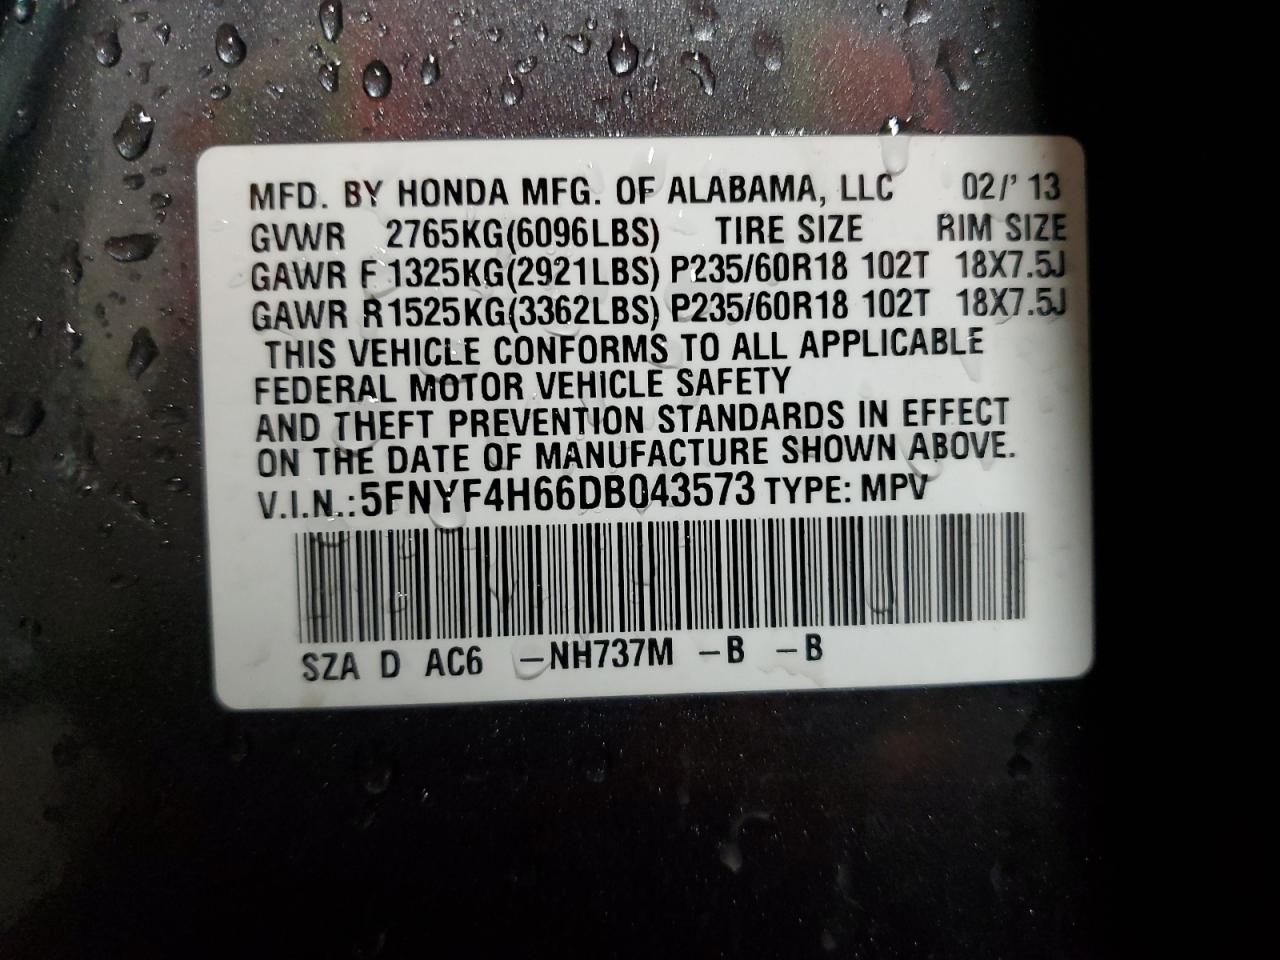 MFD. BY HONDA MFG. OF ALABAMA, LLC 02/' 13
GVWR 2765KG(6096LBS) TIRE SIZE RIM SIZE
GAWR F 1325KG(2921LBS) P235/60R18 102T 18X7.5J
GAWR R 1525KG(3362LBS) P235/60R18 102T 18X7.5J
THIS VEHICLE CONFORMS TO ALL APPLICABLE
FEDERAL MOTOR VEHICLE SAFETY
AND THEFT PREVENTION STANDARDS IN EFFECT
ON THE DATE OF MANUFACTURE SHOWN ABOVE.
V.I.N.: 5FNYF4H66DB043573 TYPE: MPV
SZA D AC6 –NH737M –B –B